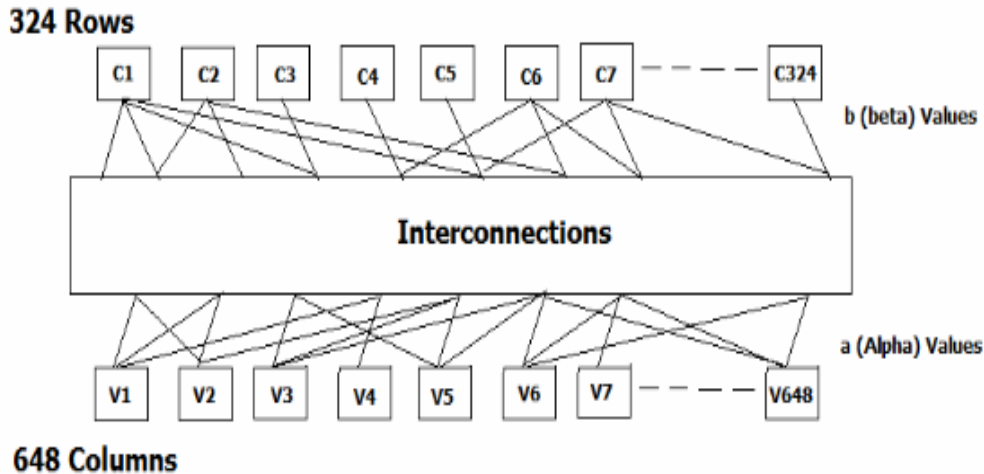 324 Rows
C1 C2 C3 C4 C5 C6 C7 C324
b (beta) Values
Interconnections
a (Alpha) Values
V1 V2 V3 V4 V5 V6 V7 V648
648 Columns